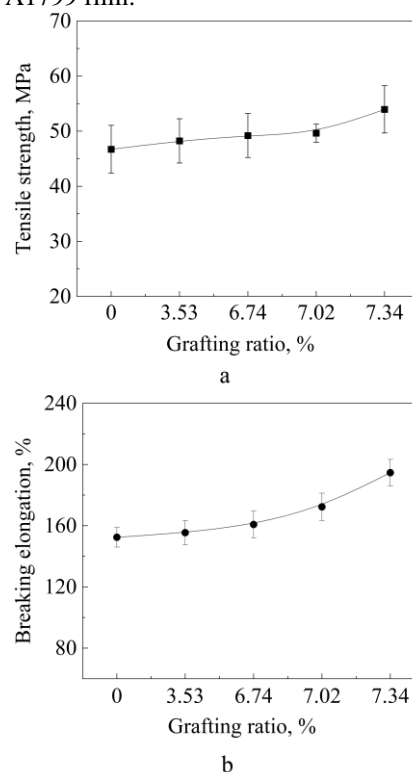 70
60
50
40
30
20
Tensile strength, MPa
0 3.53 6.74 7.02 7.34
Grafting ratio, %
a
240
200
160
120
80
Breaking elongation, %
0 3.53 6.74 7.02 7.34
Grafting ratio, %
b